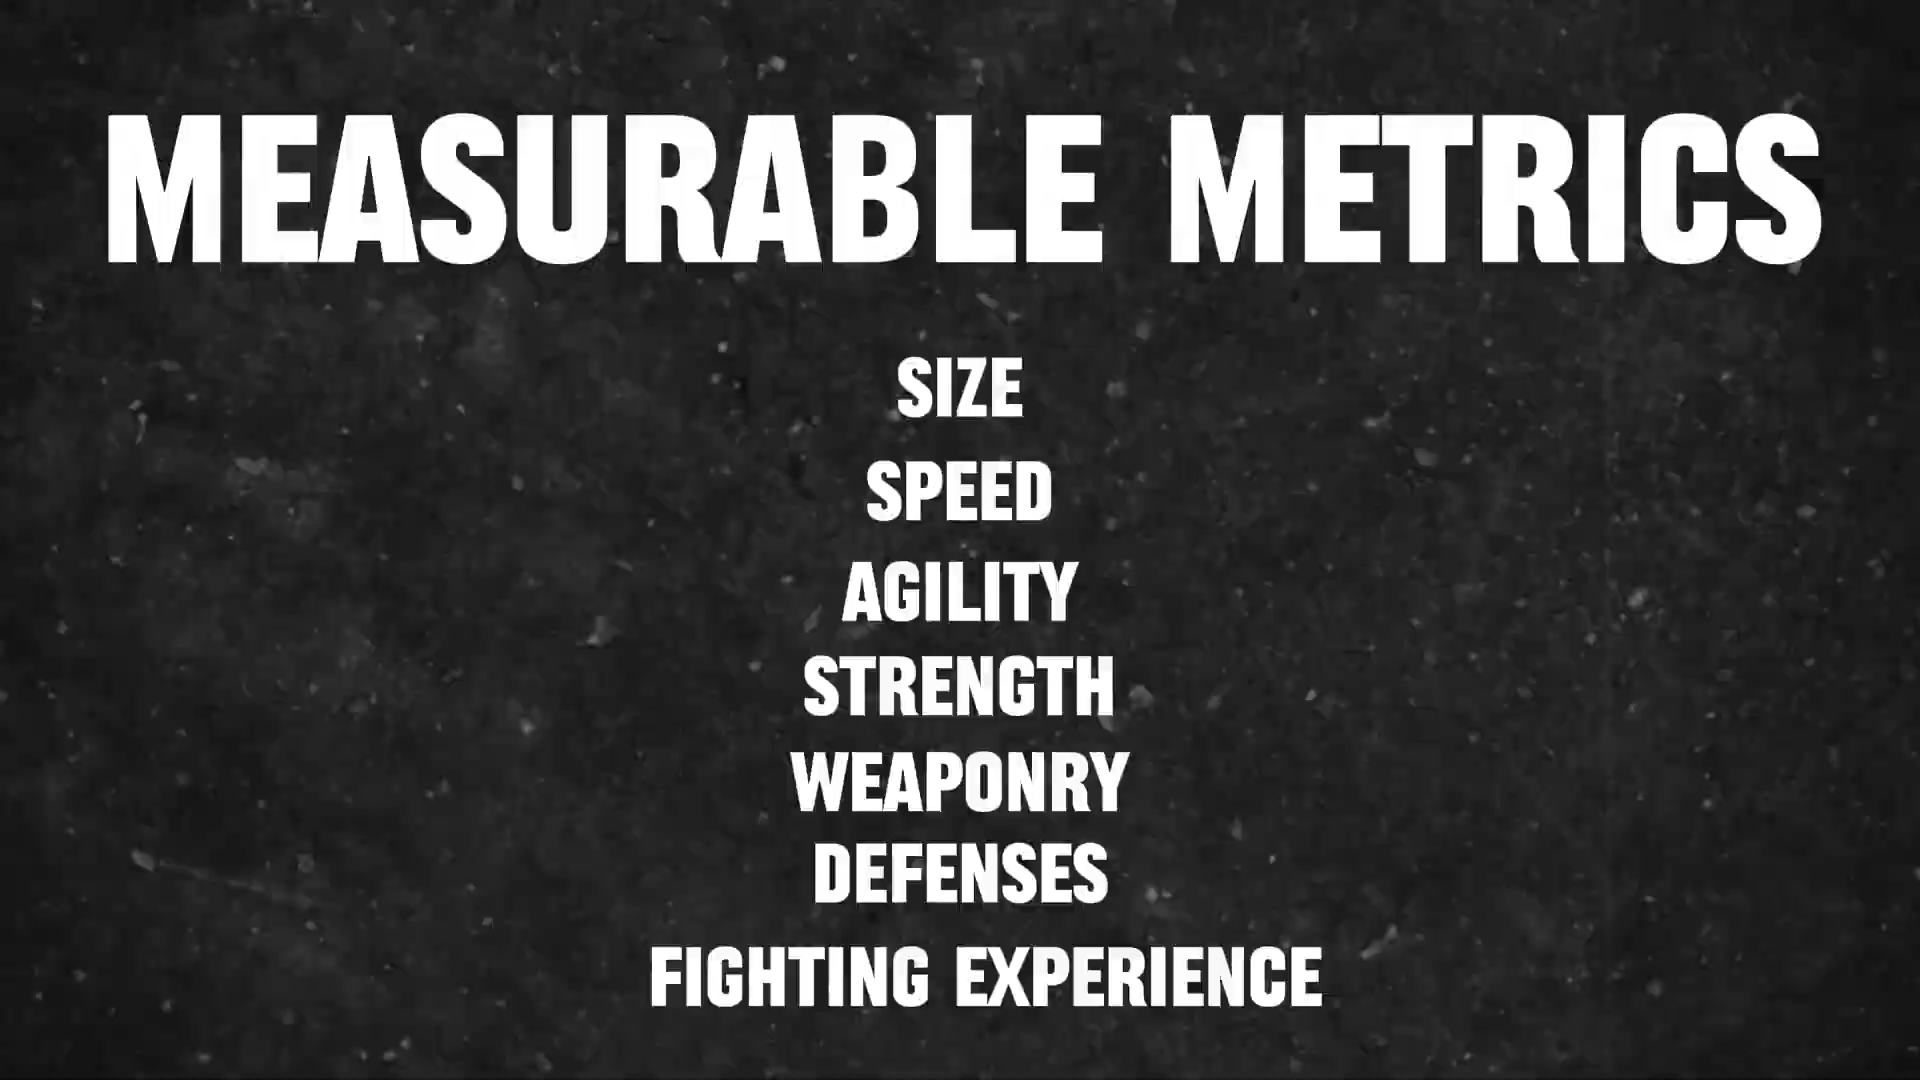 MEASURABLE METRICS
SIZE
SPEED
AGILITY
STRENGTH
WEAPONRY
DEFENSES
FIGHTING EXPERIENCE